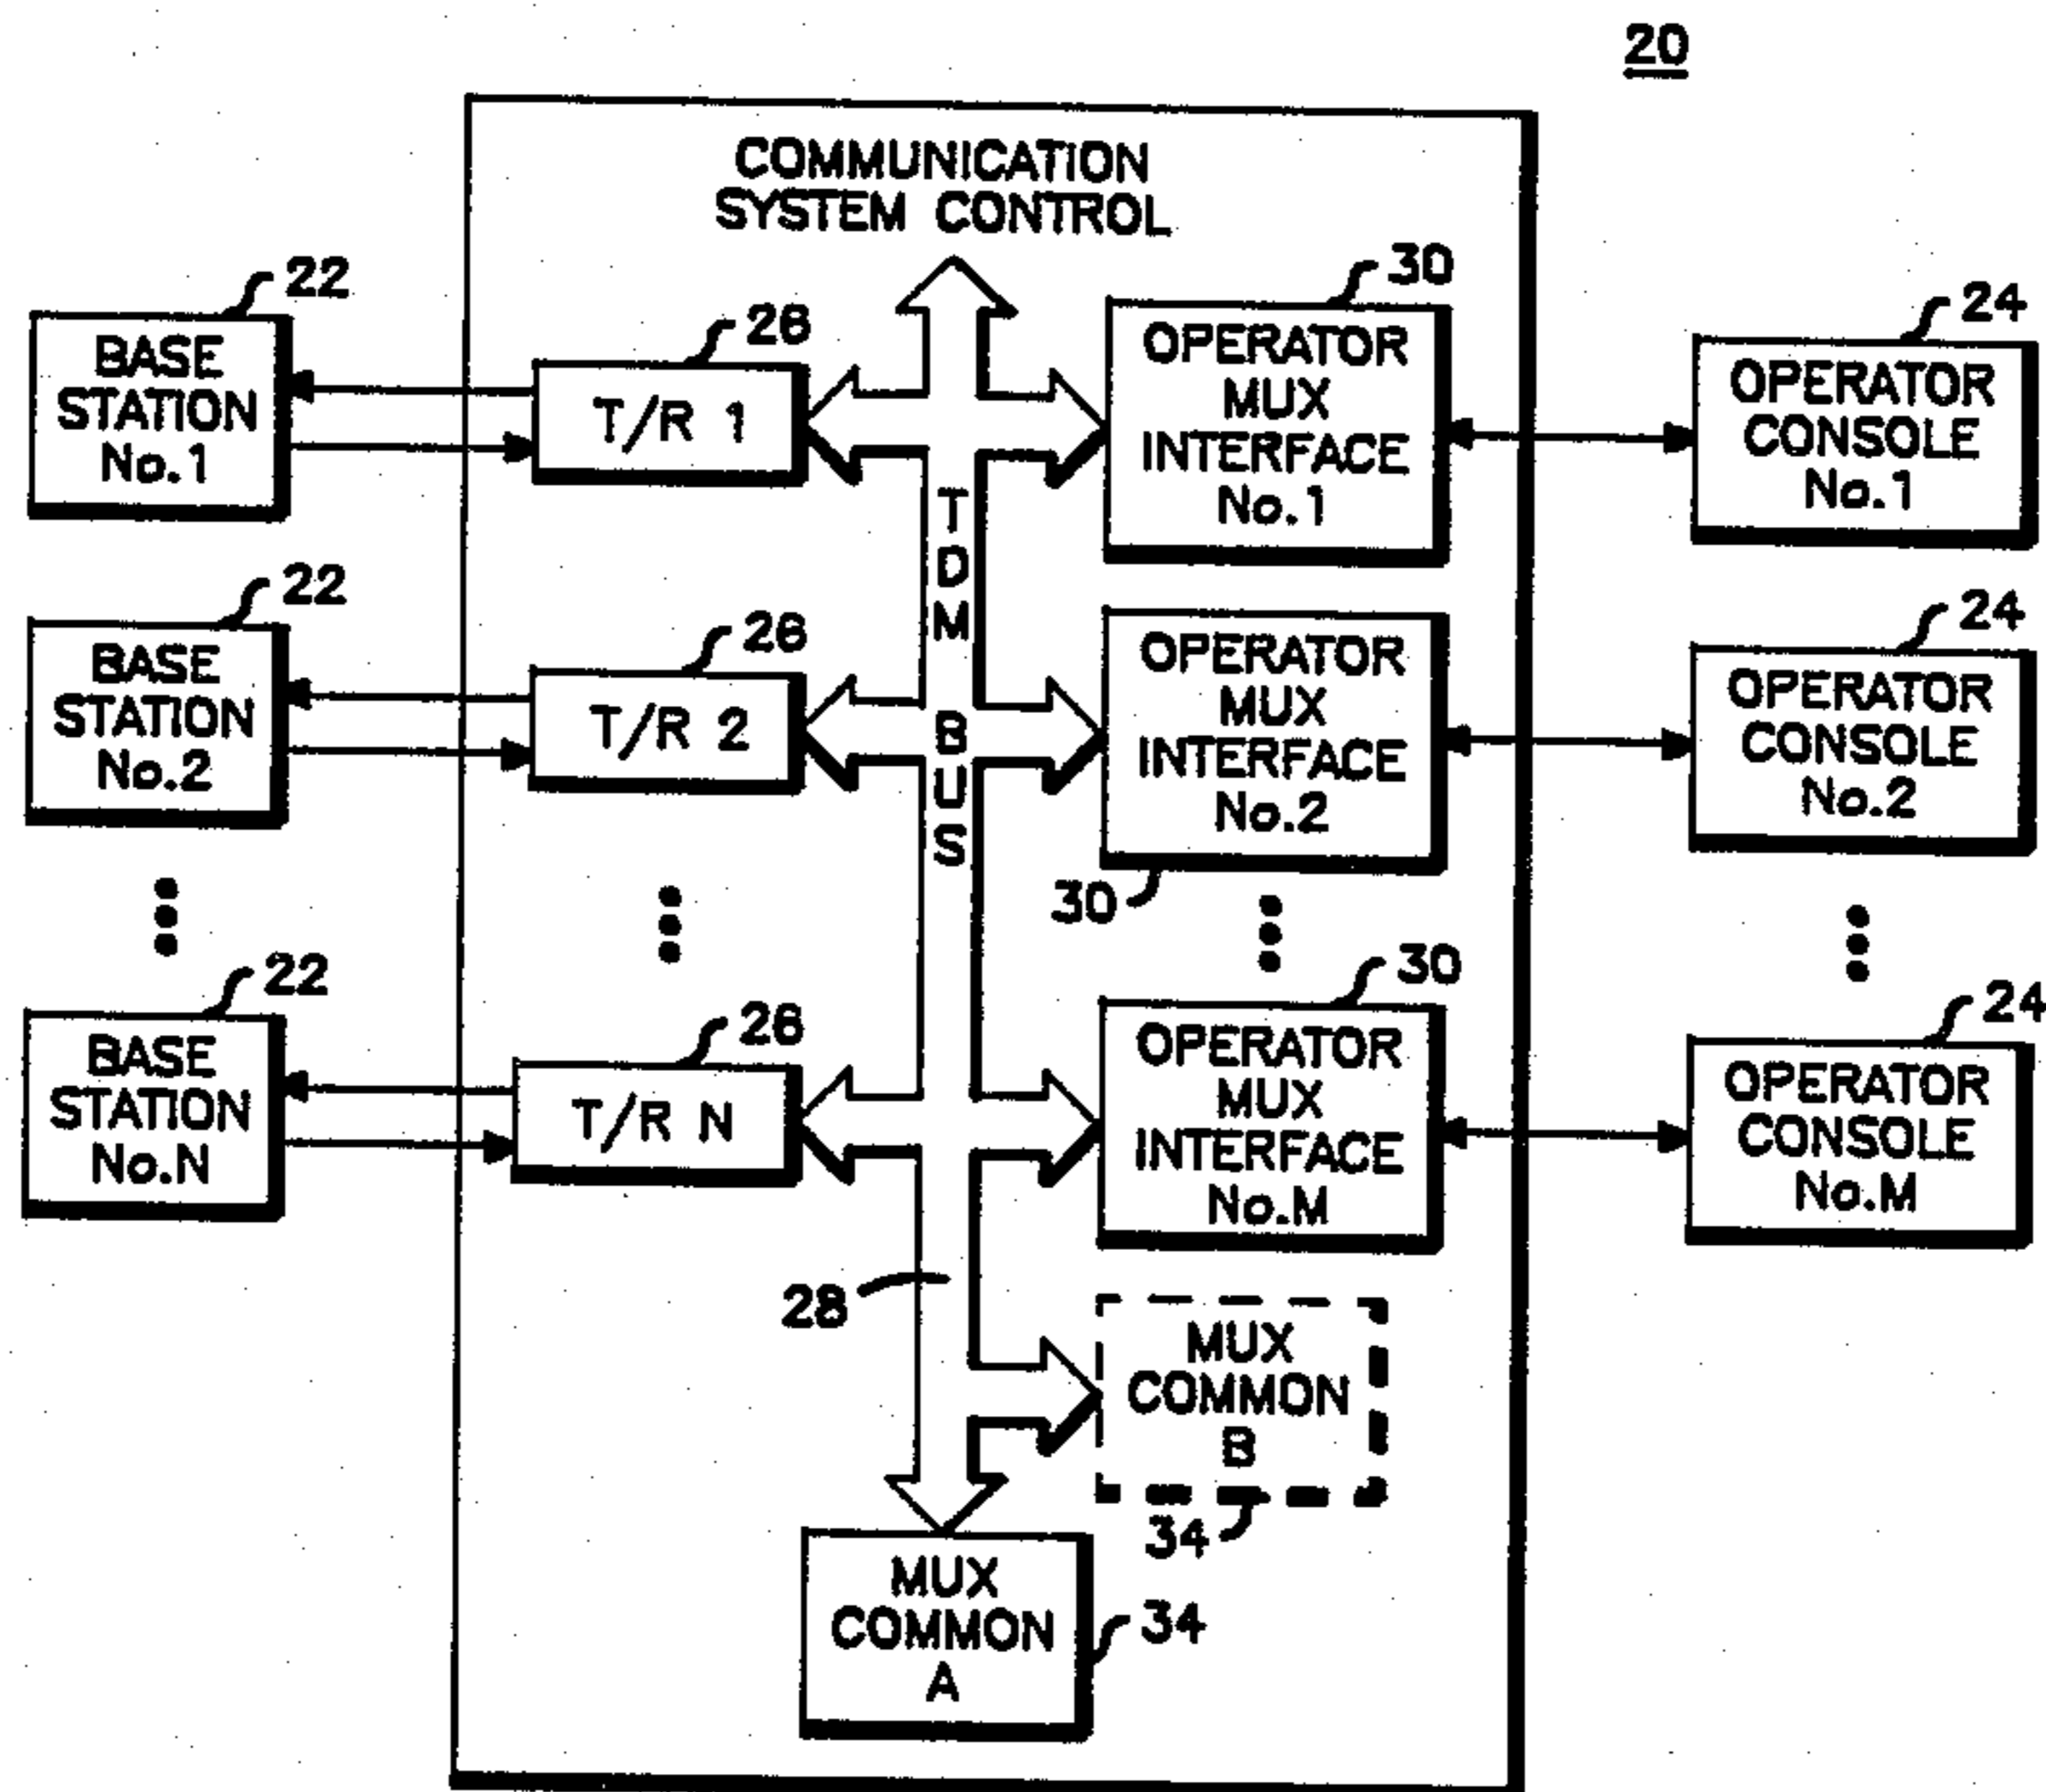 20
COMMUNICATION
SYSTEM CONTROL
22
BASE
STATION
No.1
26
T/R 1
30
OPERATOR
MUX
INTERFACE
No.1
24
OPERATOR
CONSOLE
No.1
TDM BUS
22
BASE
STATION
No.2
26
T/R 2
OPERATOR
MUX
INTERFACE
No.2
30
24
OPERATOR
CONSOLE
No.2
22
BASE
STATION
No.N
26
T/R N
30
OPERATOR
MUX
INTERFACE
No.M
24
OPERATOR
CONSOLE
No.M
28
MUX
COMMON
B
34
MUX
COMMON
A
34